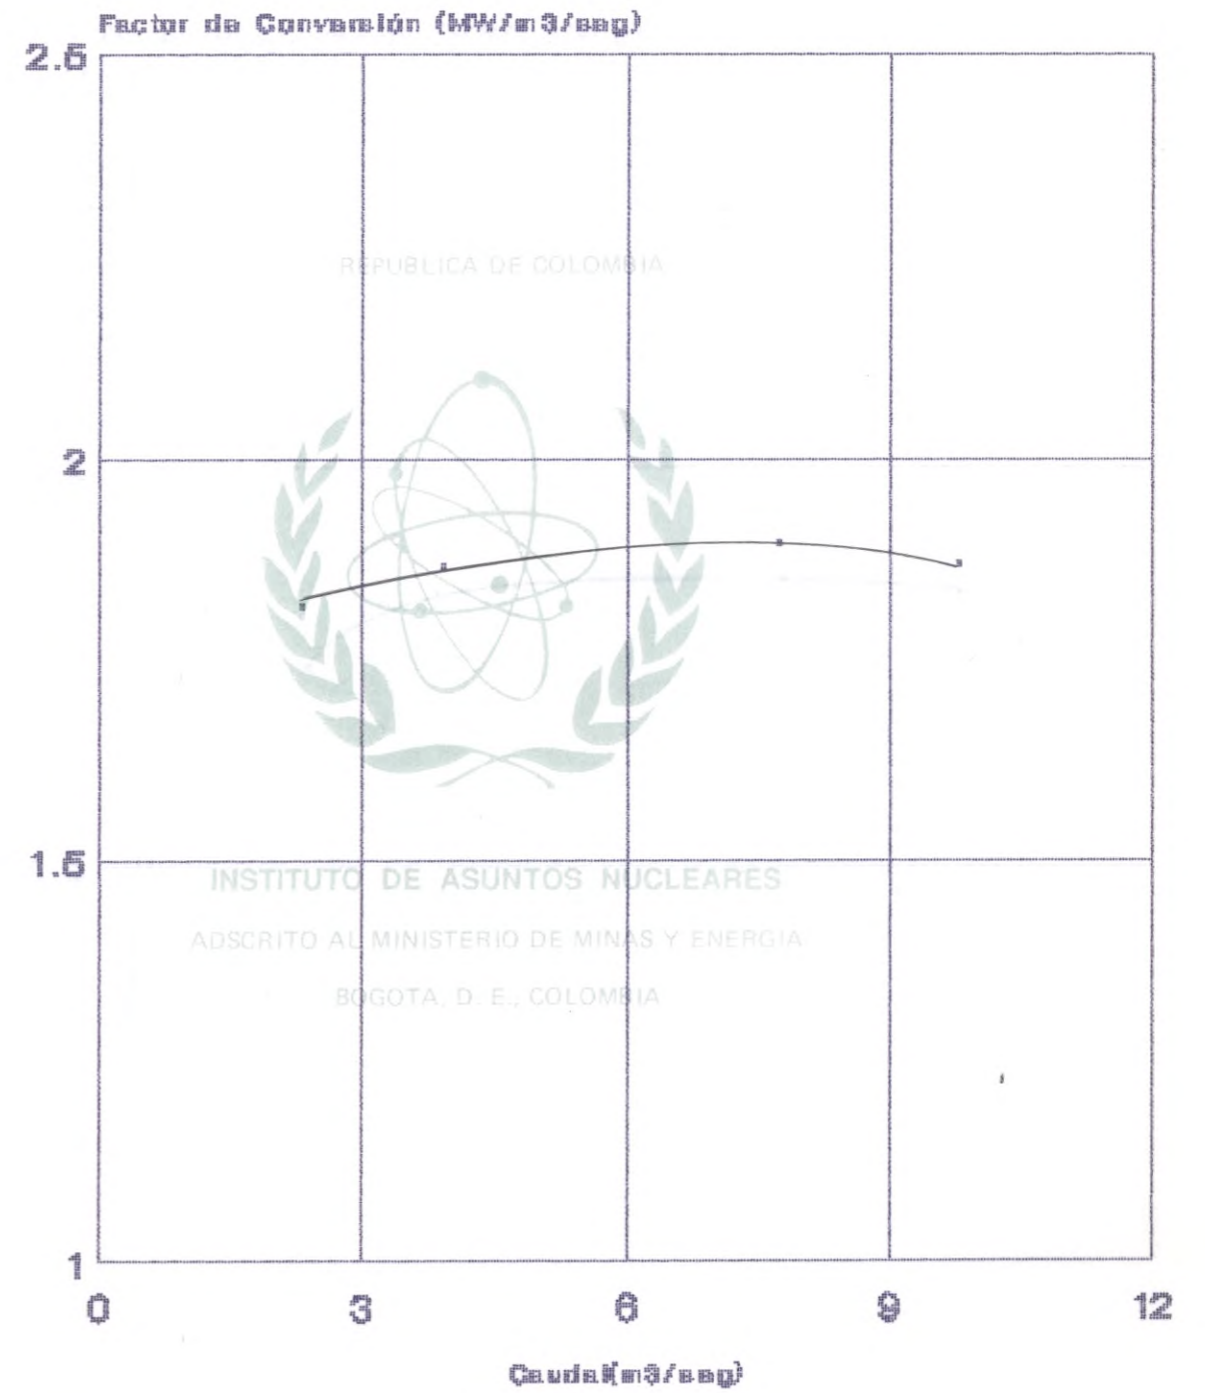 Factor de Conversión (MW/m3/seg)
2.5
REPUBLICA DE COLOMBIA
2
1.5
INSTITUTO DE ASUNTOS NUCLEARES
ADSCRITO AL MINISTERIO DE MINAS Y ENERGIA
BOGOTA, D. E., COLOMBIA
1
0 3 6 9 12
Caudal(m3/seg)